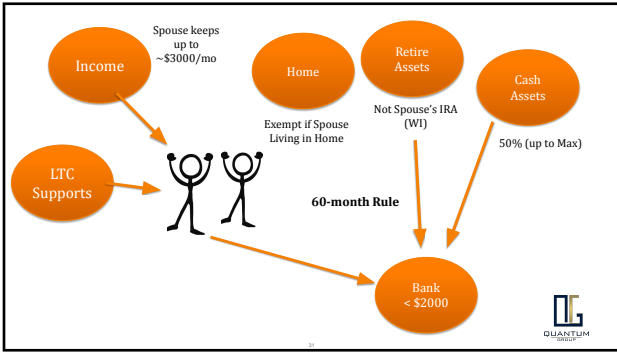 Income
Spouse keeps
up to
~$3000/mo
Home
Exempt if Spouse
Living in Home
Retire
Assets
Not Spouse's IRA
(WI)
Cash
Assets
50% (up to Max)
LTC
Supports
60-month Rule
Bank
< $2000
QUANTUM
GROUP
31